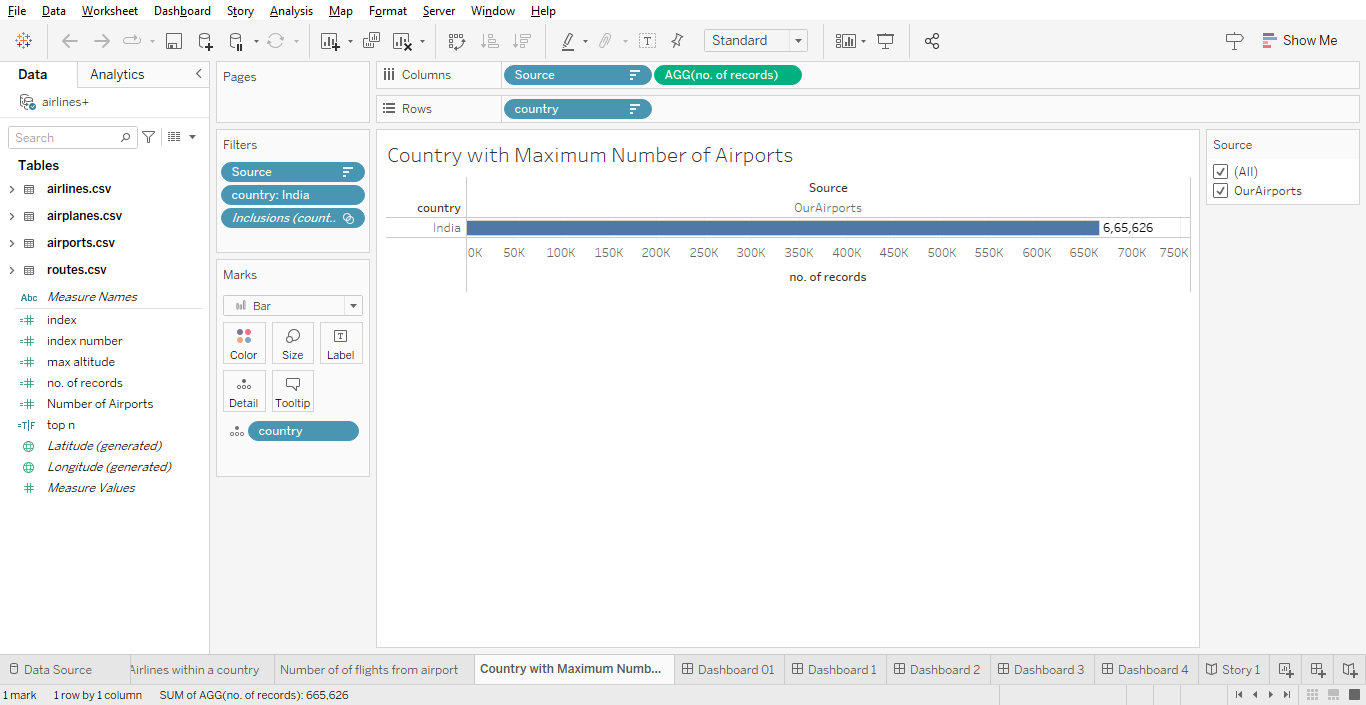 File Data Worksheet Dashboard Story Analysis Map Format Server Window Help
Standard
Show Me
Data Analytics
airlines+
Search
Tables
airlines.csv
airplanes.csv
airports.csv
routes.csv
Abc Measure Names
index
index number
max altitude
no. of records
Number of Airports
=T|F top n
Latitude (generated)
Longitude (generated)
Measure Values
Pages
Filters
Source
country: India
Inclusions (count..
Marks
Bar
Color Size Label
Detail Tooltip
country
Columns Source AGG(no. of records)
Rows country
Country with Maximum Number of Airports
Source
country OurAirports
India 6,65,626
0K 50K 100K 150K 200K 250K 300K 350K 400K 450K 500K 550K 600K 650K 700K 750K
no. of records
Source
(All)
OurAirports
Data Source Airlines within a country Number of of flights from airport Country with Maximum Numb... Dashboard 01 Dashboard 1 Dashboard 2 Dashboard 3 Dashboard 4 Story 1
1 mark 1 row by 1 column SUM of AGG(no. of records): 665,626